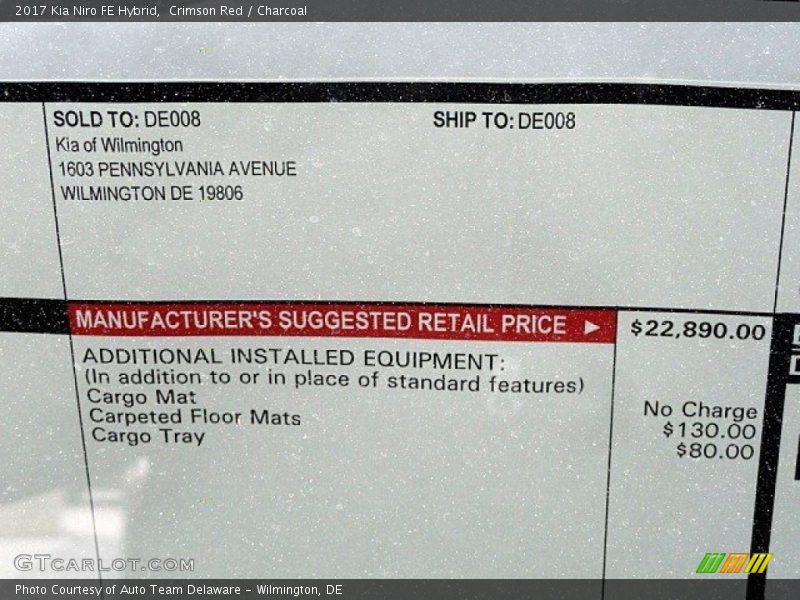 2017 Kia Niro FE Hybrid,  Crimson Red / Charcoal
SOLD TO: DE008
SHIP TO: DE008
Kia of Wilmington
1603 PENNSYLVANIA AVENUE
WILMINGTON DE 19806
MANUFACTURER'S SUGGESTED RETAIL PRICE ► $22,890.00
ADDITIONAL INSTALLED EQUIPMENT:
(In addition to or in place of standard features)
Cargo Mat No Charge
Carpeted Floor Mats $130.00
Cargo Tray $80.00
GTCARLOT.COM
Photo Courtesy of Auto Team Delaware - Wilmington, DE